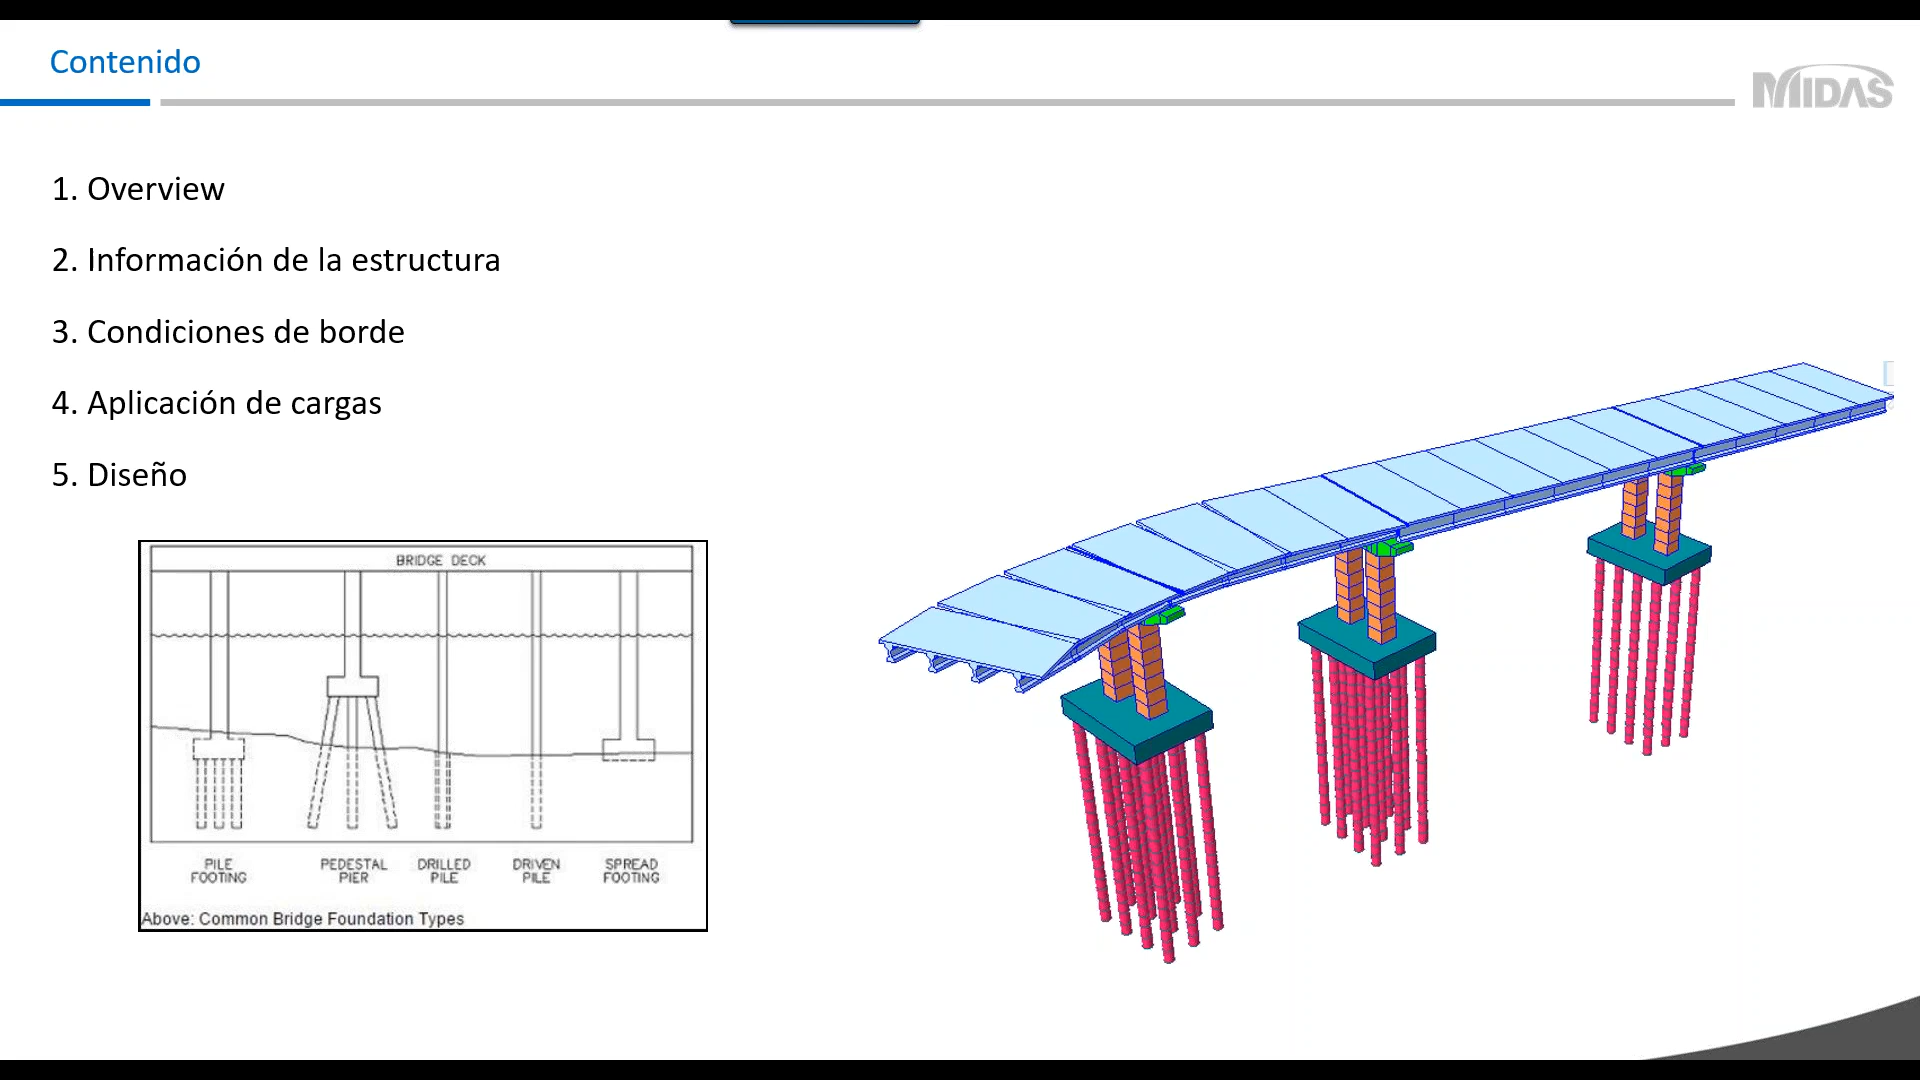 Contenido
MIDAS
1. Overview
2. Información de la estructura
3. Condiciones de borde
4. Aplicación de cargas
5. Diseño
BRIDGE DECK
PILE FOOTING
PEDESTAL PIER
DRILLED PILE
DRIVEN PILE
SPREAD FOOTING
Above: Common Bridge Foundation Types